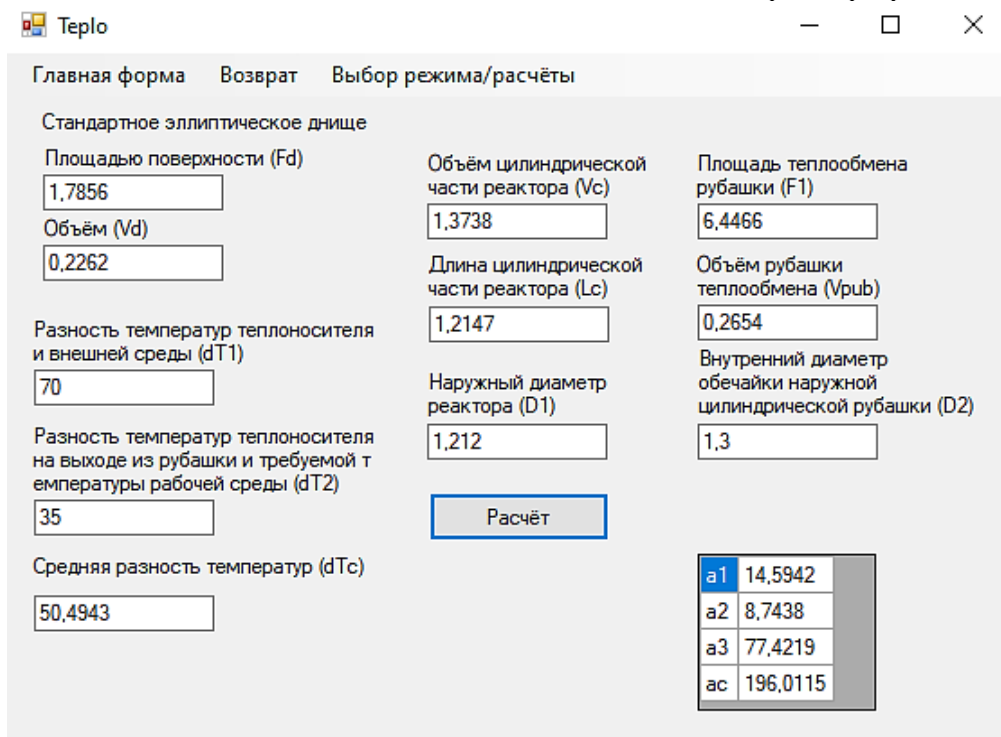 Teplo
Главная форма Возврат Выбор режима/расчёты
Стандартное эллиптическое днище
Площадью поверхности (Fd)
1,7856
Объём (Vd)
0,2262
Разность температур теплоносителя
и внешней среды (dT1)
70
Разность температур теплоносителя
на выходе из рубашки и требуемой т
емпературы рабочей среды (dT2)
35
Средняя разность температур (dTc)
50,4943
Объём цилиндрической
части реактора (Vc)
1,3738
Длина цилиндрической
части реактора (Lc)
1,2147
Наружный диаметр
реактора (D1)
1,212
Расчёт
Площадь теплообмена
рубашки (F1)
6,4466
Объём рубашки
теплообмена (Vpub)
0,2654
Внутренний диаметр
обечайки наружной
цилиндрической рубашки (D2)
1,3
a1 14,5942
a2 8,7438
a3 77,4219
ac 196,0115